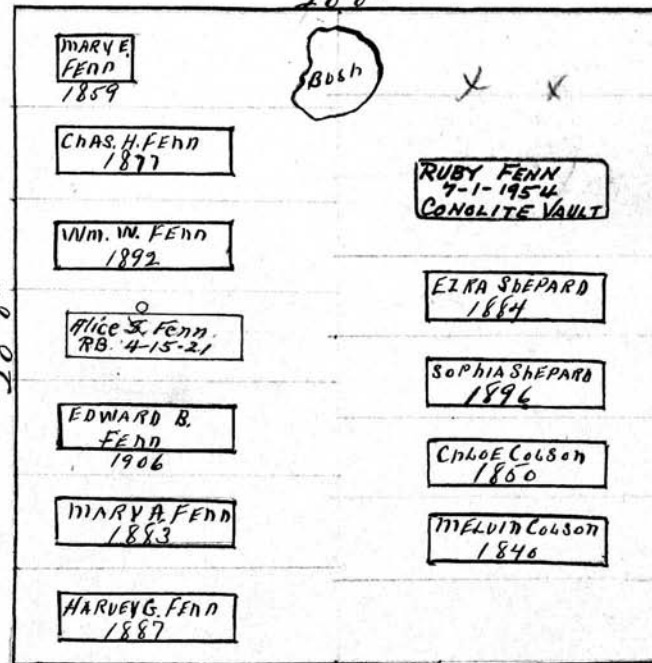 MARY E.
FENN
1859
Bush
CHAS. H. FENN
1877
RUBY FENN
7-1-1954
CONOLITE VAULT
WM. W. FENN
1892
EZRA SHEPARD
1884
Alice S. Fenn
RB. 4-15-21
SOPHIA SHEPARD
1896
EDWARD B.
FENN
1906
CHLOE COLSON
MARY A. FENN
1883
MELVIN COLSON
HARVEY G. FENN
1887